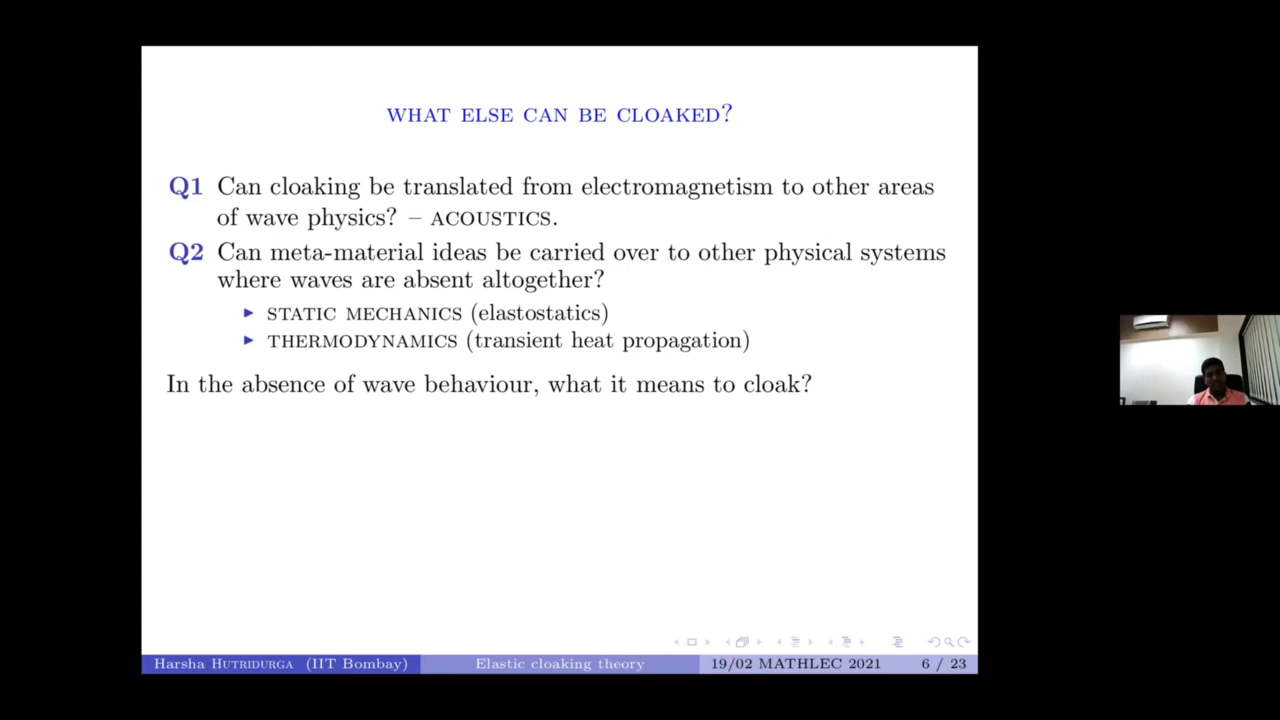 WHAT ELSE CAN BE CLOAKED?
Q1 Can cloaking be translated from electromagnetism to other areas
of wave physics? – ACOUSTICS.
Q2 Can meta-material ideas be carried over to other physical systems
where waves are absent altogether?
▶ STATIC MECHANICS (elastostatics)
▶ THERMODYNAMICS (transient heat propagation)
In the absence of wave behaviour, what it means to cloak?
Harsha HUTRIDURGA (IIT Bombay) Elastic cloaking theory 19/02 MATHLEC 2021 6 / 23